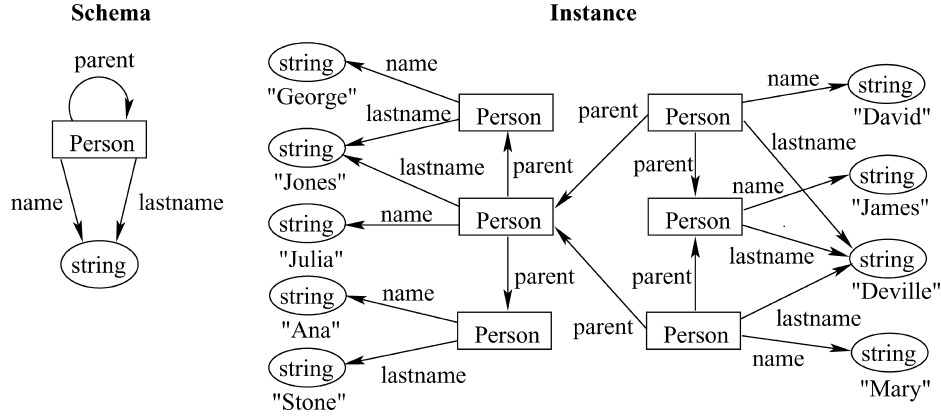 Schema
parent
Person
name
lastname
string
Instance
string
"George"
name
lastname
Person
string
"Jones"
lastname
parent
name
Person
string
"Julia"
parent
string
"Ana"
name
Person
string
"Stone"
lastname
parent
Person
name
string
"David"
parent
lastname
name
string
"James"
Person
lastname
string
"Deville"
parent
parent
Person
lastname
name
string
"Mary"